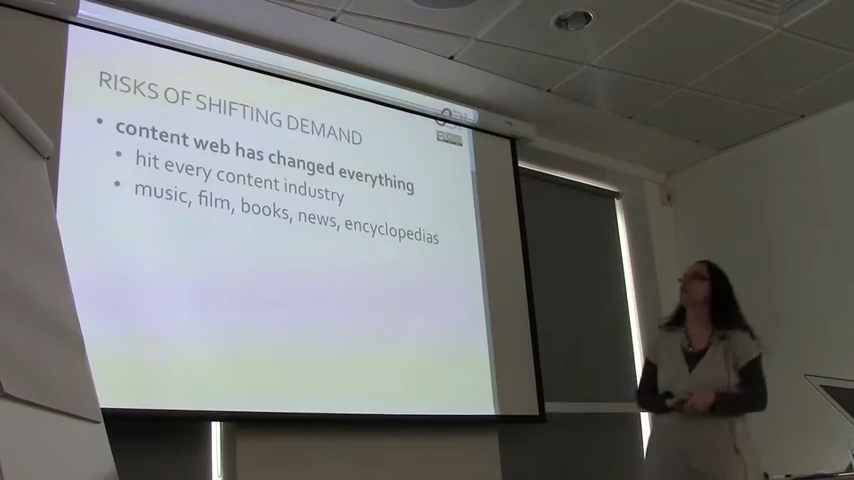 RISKS OF SHIFTING DEMAND
• content web has changed everything
• hit every content industry
• music, film, books, news, encyclopedias